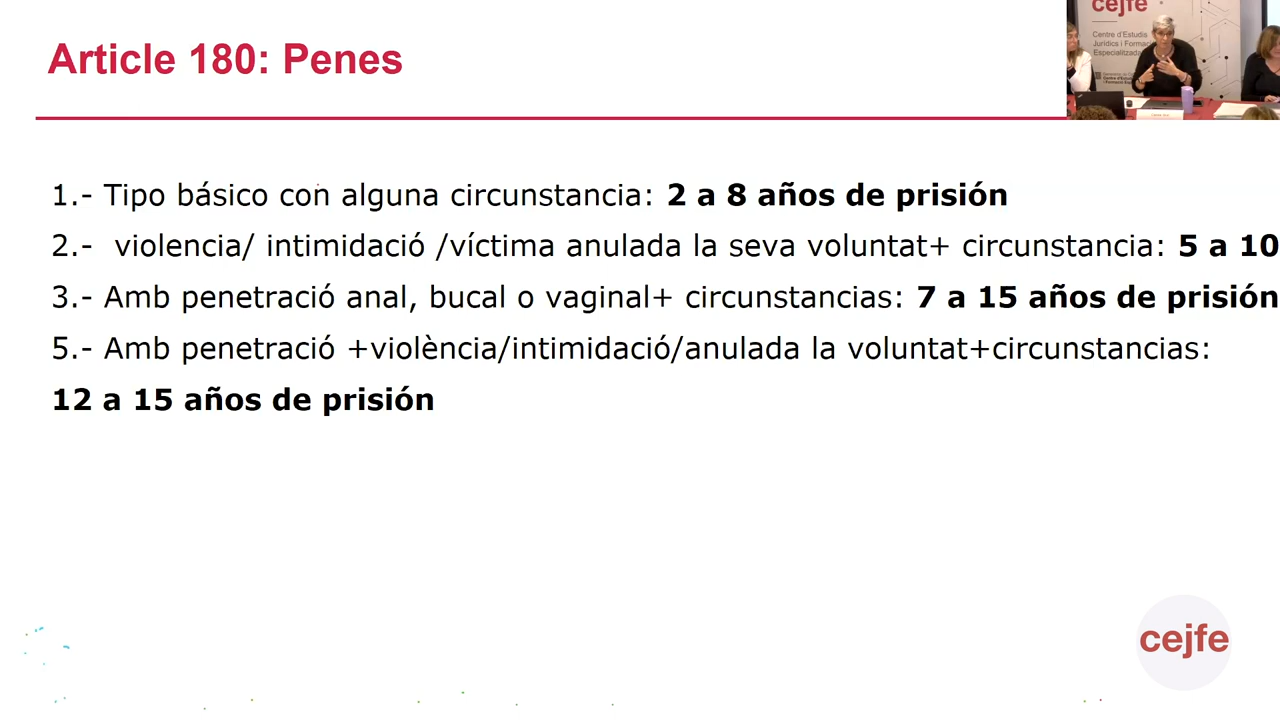 Article 180: Penes
cejfe
Centre d'Estudis
Jurídics i Formació
Especialitzada
1.- Tipo básico con alguna circunstancia: 2 a 8 años de prisión
2.- violencia/ intimidació /víctima anulada la seva voluntat+ circunstancia: 5 a 10
3.- Amb penetració anal, bucal o vaginal+ circunstancias: 7 a 15 años de prisión
5.- Amb penetració +violència/intimidació/anulada la voluntat+circunstancias:
12 a 15 años de prisión
cejfe